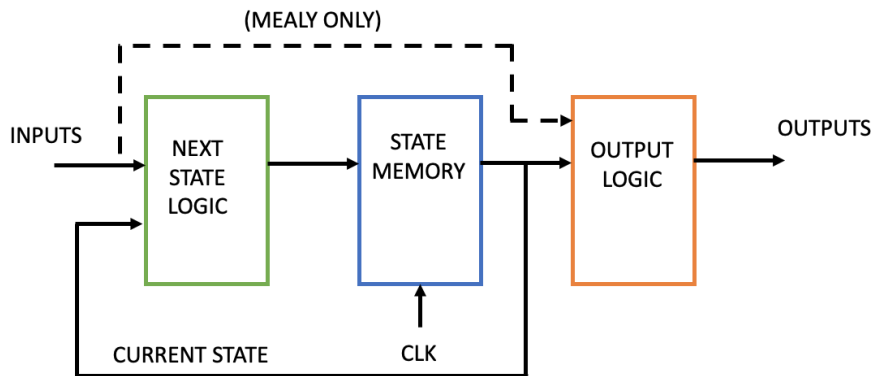 (MEALY ONLY)
INPUTS
NEXT
STATE
LOGIC
STATE
MEMORY
OUTPUT
LOGIC
OUTPUTS
CURRENT STATE
CLK